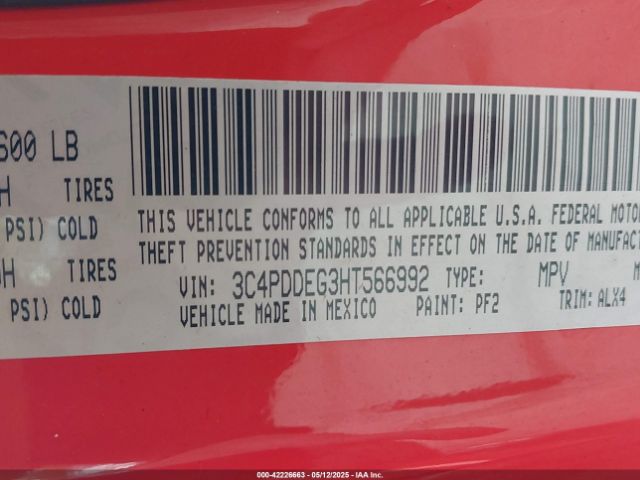 600 LB
H TIRES
PSI) COLD
H TIRES
PSI) COLD
THIS VEHICLE CONFORMS TO ALL APPLICABLE U.S.A. FEDERAL MOTOR
THEFT PREVENTION STANDARDS IN EFFECT ON THE DATE OF MANUFACT
VIN: 3C4PDDEG3HT566992 TYPE: MPV M
VEHICLE MADE IN MEXICO PAINT: PF2 TRIM: ALX4
000-42226663 - 05/12/2025 - IAA Inc.